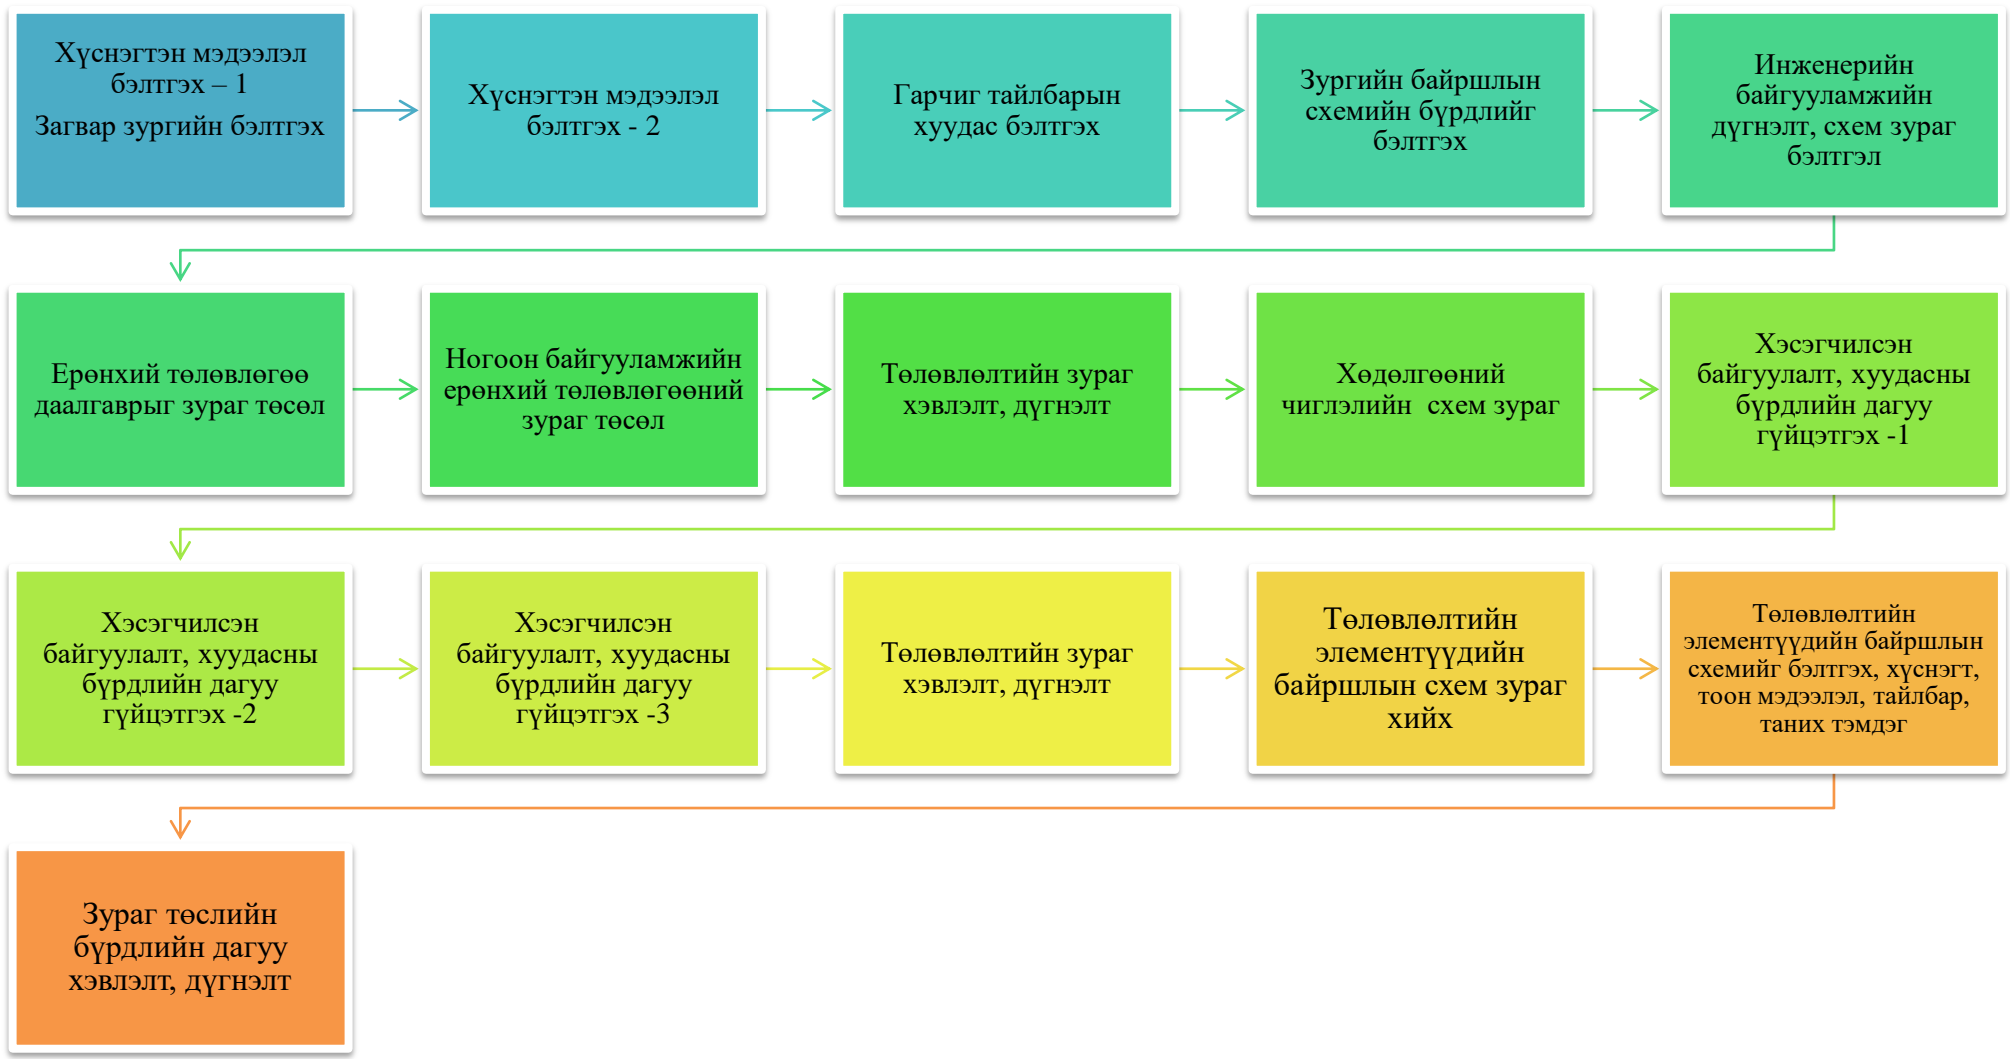 Хүснэгтэн мэдээлэл
бэлтгэх – 1
Загвар зургийн бэлтгэх
Хүснэгтэн мэдээлэл
бэлтгэх - 2
Гарчиг тайлбарын
хуудас бэлтгэх
Зургийн байршлын
схемийн бүрдлийг
бэлтгэх
Инженерийн
байгууламжийн
дүгнэлт, схем зураг
бэлтгэл
Ерөнхий төлөвлөгөө
даалгаврыг зураг төсөл
Ногоон байгууламжийн
ерөнхий төлөвлөгөөний
зураг төсөл
Төлөвлөлтийн зураг
хэвлэлт, дүгнэлт
Хөдөлгөөний
чиглэлийн  схем зураг
Хэсэгчилсэн
байгуулалт, хуудасны
бүрдлийн дагуу
гүйцэтгэх -1
Хэсэгчилсэн
байгуулалт, хуудасны
бүрдлийн дагуу
гүйцэтгэх -2
Хэсэгчилсэн
байгуулалт, хуудасны
бүрдлийн дагуу
гүйцэтгэх -3
Төлөвлөлтийн зураг
хэвлэлт, дүгнэлт
Төлөвлөлтийн
элементүүдийн
байршлын схем зураг
хийх
Төлөвлөлтийн
элементүүдийн байршлын
схемийг бэлтгэх, хүснэгт,
тоон мэдээлэл, тайлбар,
таних тэмдэг
Зураг төслийн
бүрдлийн дагуу
хэвлэлт, дүгнэлт